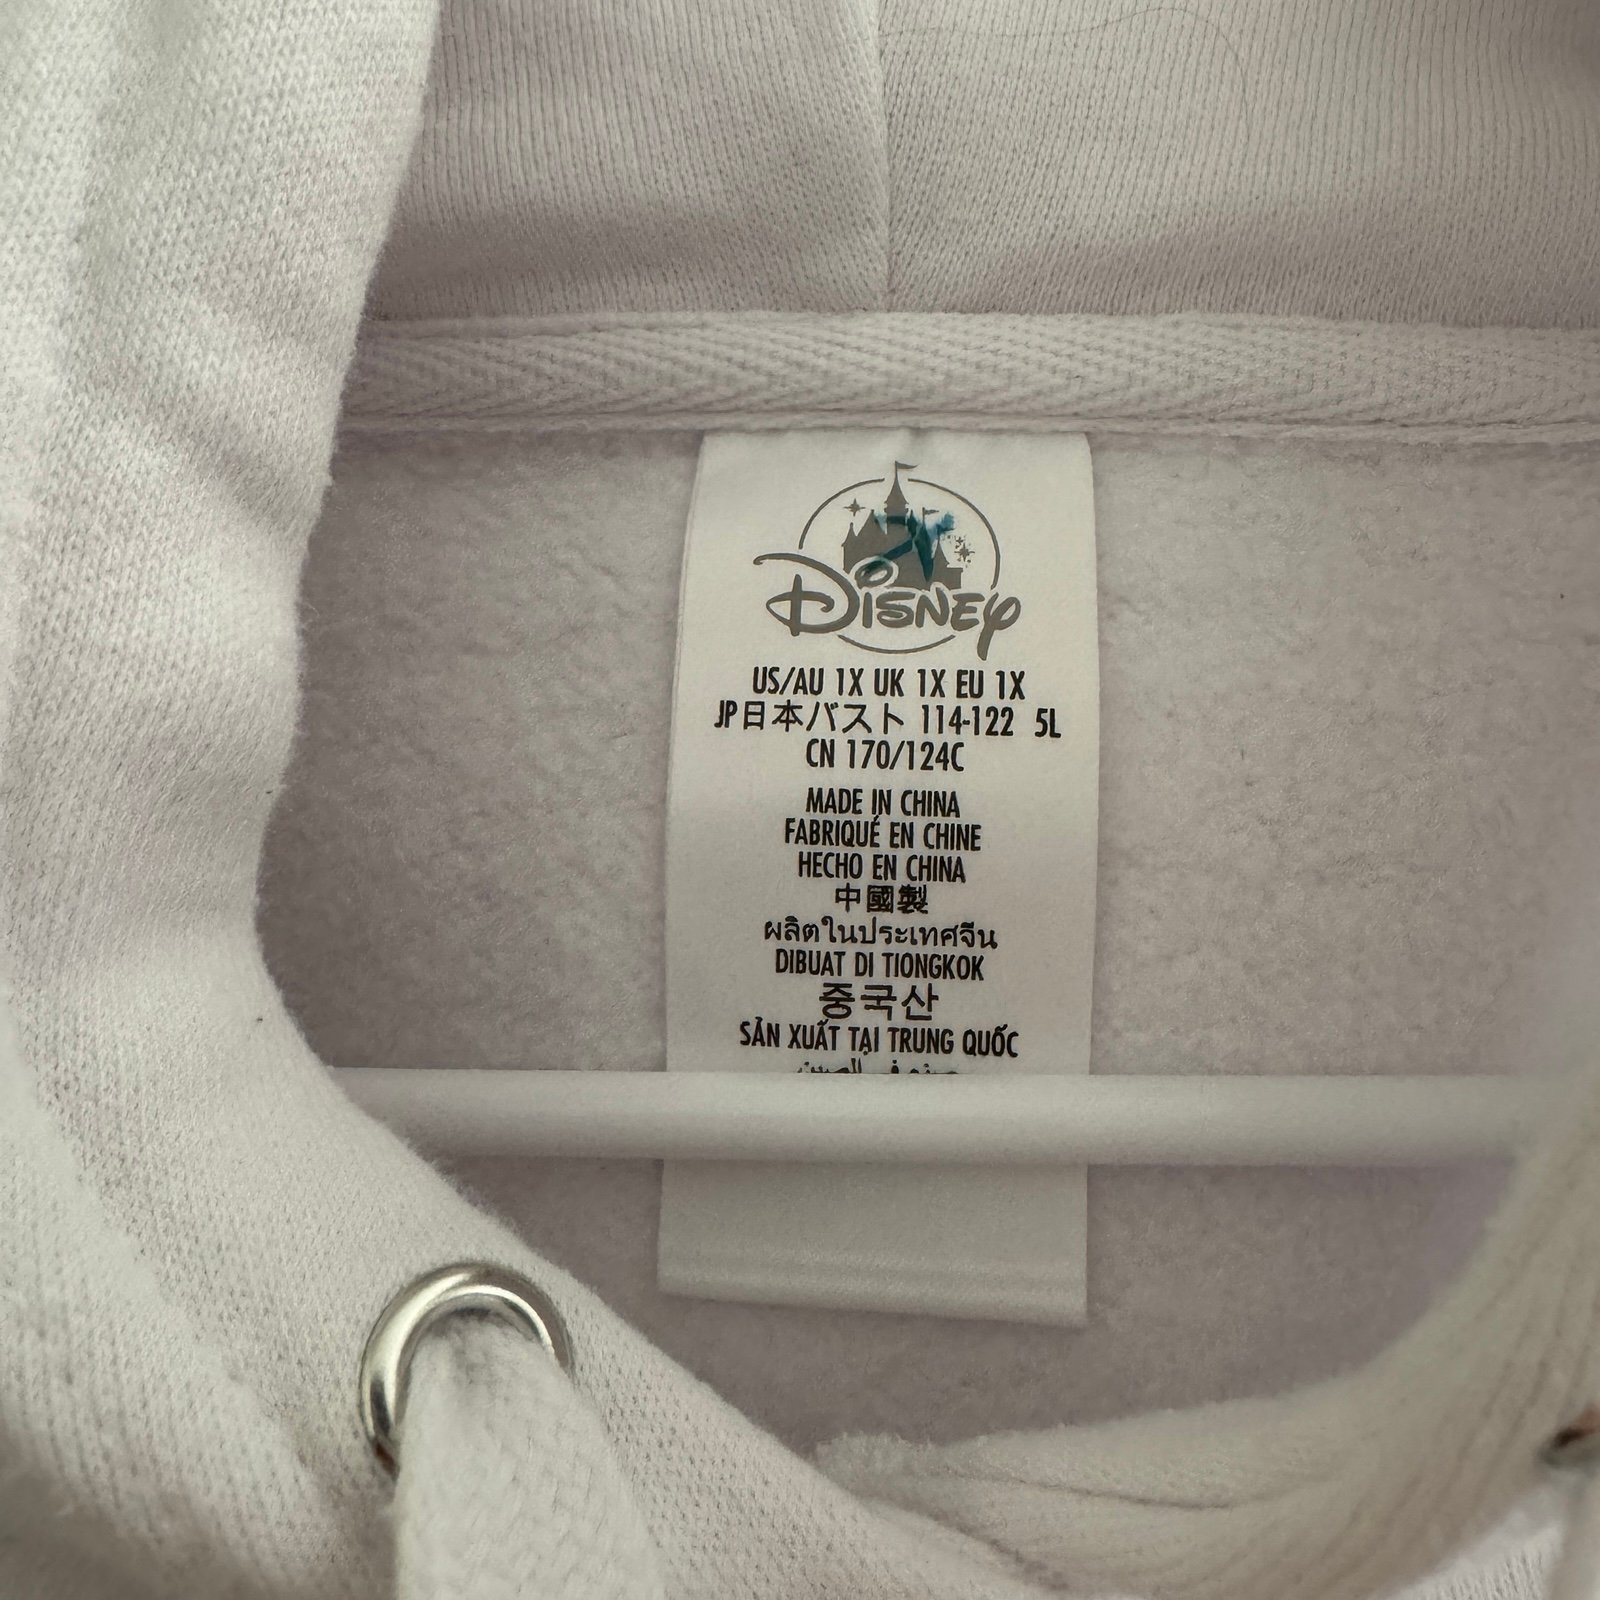 Disney
US/AU 1X UK 1X EU 1X
JP日本バスト 114-122 5L
CN 170/124C
MADE IN CHINA
FABRIQUÉ EN CHINE
HECHO EN CHINA
中國製
ผลิตในประเทศจีน
DIBUAT DI TIONGKOK
중국산
SẢN XUẤT TẠI TRUNG QUỐC